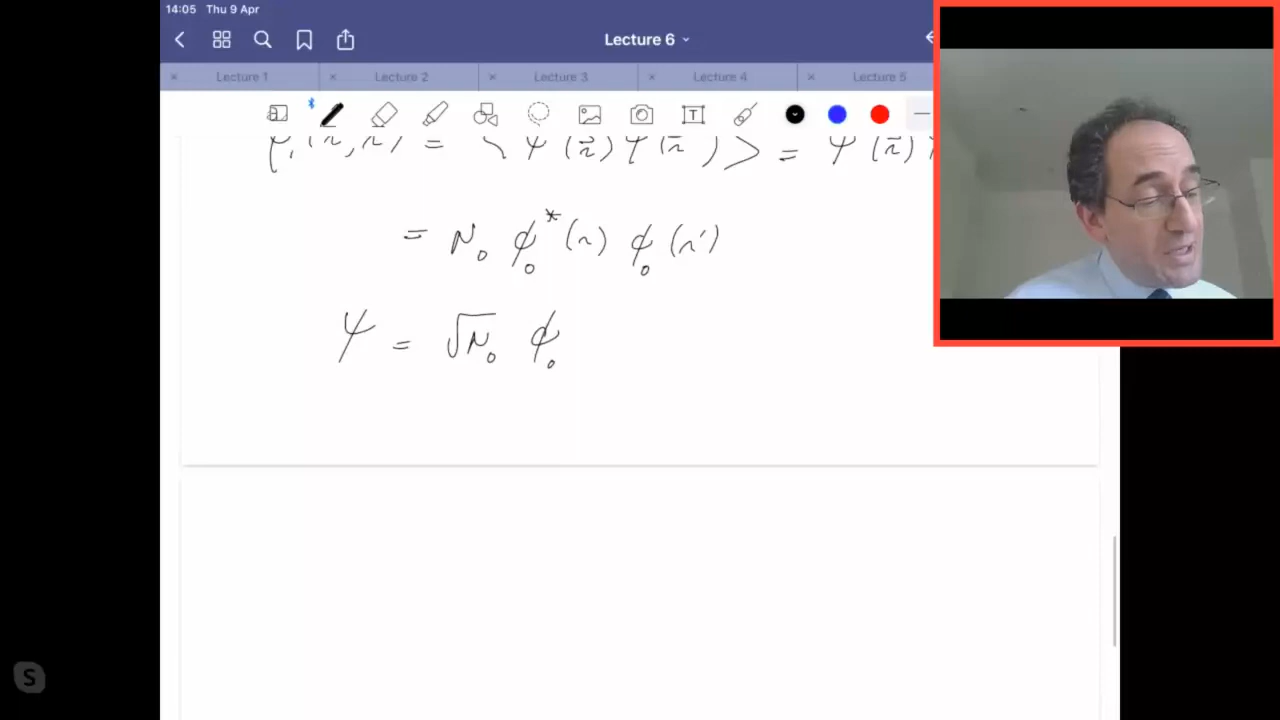 14:05 Thu 9 Apr
Lecture 6
Lecture 1 Lecture 2 Lecture 3 Lecture 4 Lecture 5
T
= < Ψ(r̄) Ψ(r̄') > = Ψ(r̄)
= N₀ ϕ₀*(r) ϕ₀(r')
Ψ = √N₀ ϕ₀
S